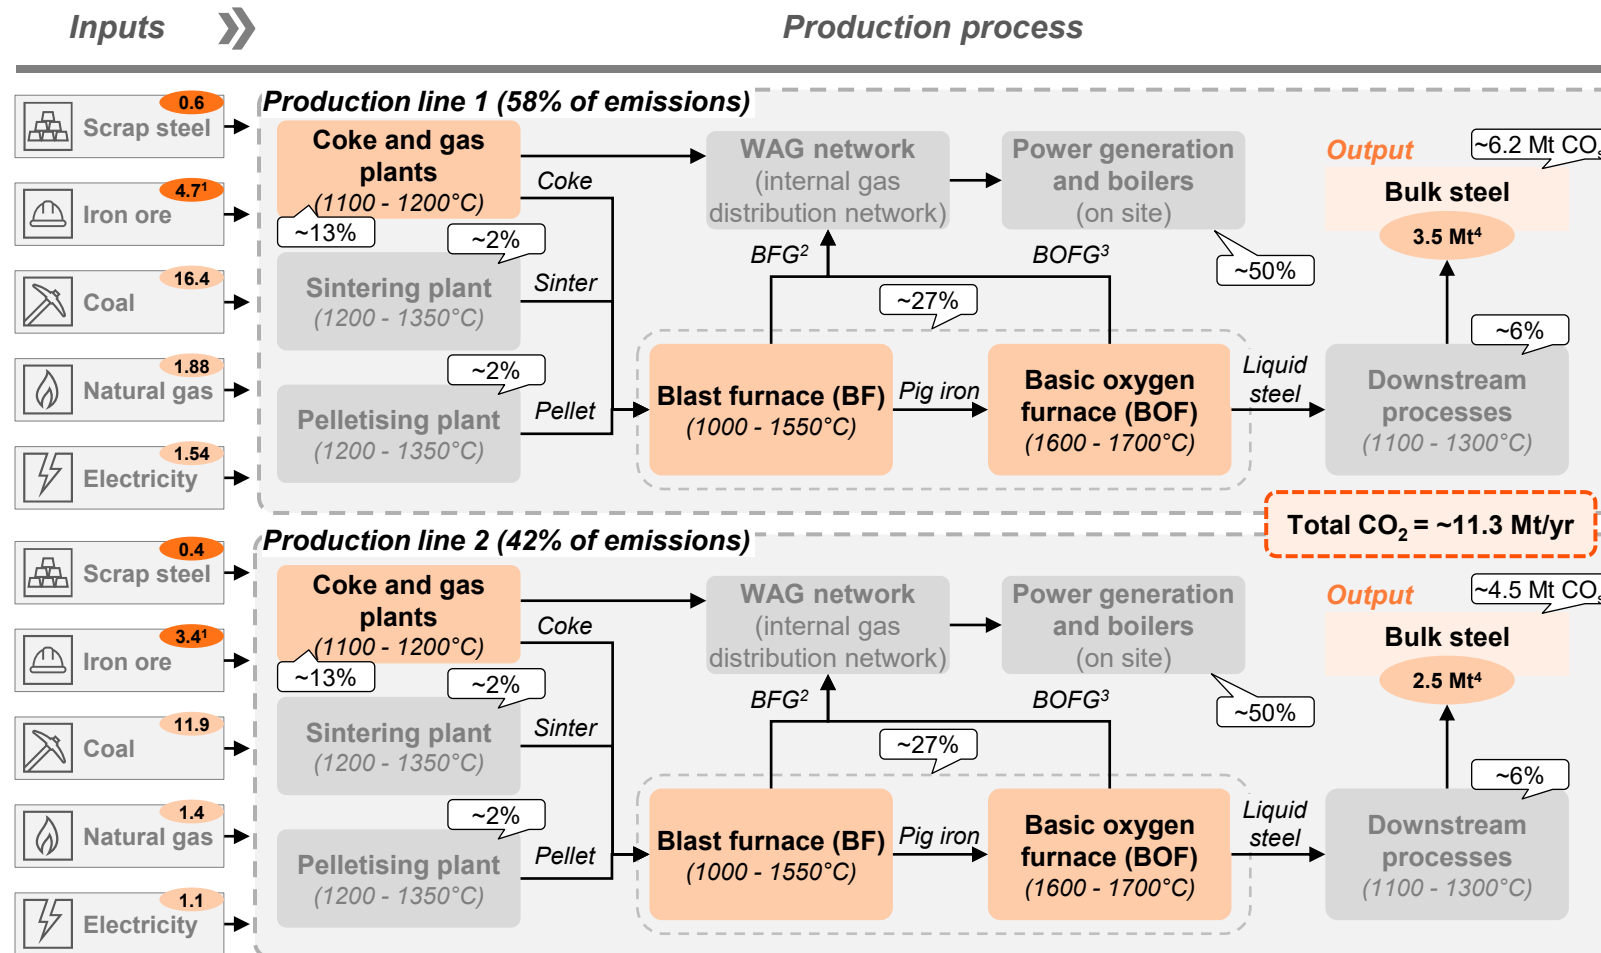 Inputs
Production process
Production line 1 (58% of emissions)
0.6
Scrap steel
4.7¹
Iron ore
16.4
Coal
1.88
Natural gas
1.54
Electricity
Coke and gas
plants
(1100 - 1200°C)
~13%
Coke
~2%
Sintering plant
(1200 - 1350°C)
Sinter
~2%
Pelletising plant
(1200 - 1350°C)
Pellet
WAG network
(internal gas
distribution network)
Power generation
and boilers
(on site)
~50%
BFG²
BOFG³
~27%
Blast furnace (BF)
(1000 - 1550°C)
Pig iron
Basic oxygen
furnace (BOF)
(1600 - 1700°C)
Liquid
steel
~6%
Downstream
processes
(1100 - 1300°C)
Output
~6.2 Mt CO
Bulk steel
3.5 Mt⁴
Total CO₂ = ~11.3 Mt/yr
Production line 2 (42% of emissions)
0.4
Scrap steel
3.4¹
Iron ore
11.9
Coal
1.4
Natural gas
1.1
Electricity
Coke and gas
plants
(1100 - 1200°C)
~13%
Coke
~2%
Sintering plant
(1200 - 1350°C)
Sinter
~2%
Pelletising plant
(1200 - 1350°C)
Pellet
WAG network
(internal gas
distribution network)
Power generation
and boilers
(on site)
~50%
BFG²
BOFG³
~27%
Blast furnace (BF)
(1000 - 1550°C)
Pig iron
Basic oxygen
furnace (BOF)
(1600 - 1700°C)
Liquid
steel
~6%
Downstream
processes
(1100 - 1300°C)
Output
~4.5 Mt CO
Bulk steel
2.5 Mt⁴